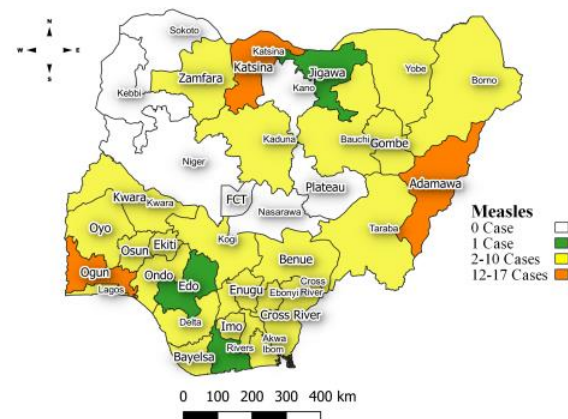 N
W E
S
Sokoto
Katsina
Katsina
Zamfara
Jigawa
Yobe
Borno
Kano
Kebbi
Kaduna
Bauchi
Gombe
Niger
Adamawa
Plateau
FCT
Kwara
Kwara
Nasarawa
Taraba
Oyo
Kogi
Osun
Ekiti
Benue
Ogun
Ondo
Edo
Lagos
Enugu
Ebonyi
Cross
River
Cross River
Delta
Imo
Akwa
Ibom
Bayelsa
Rivers
Measles
0 Case
1 Case
2-10 Cases
12-17 Cases
0 100 200 300 400 km